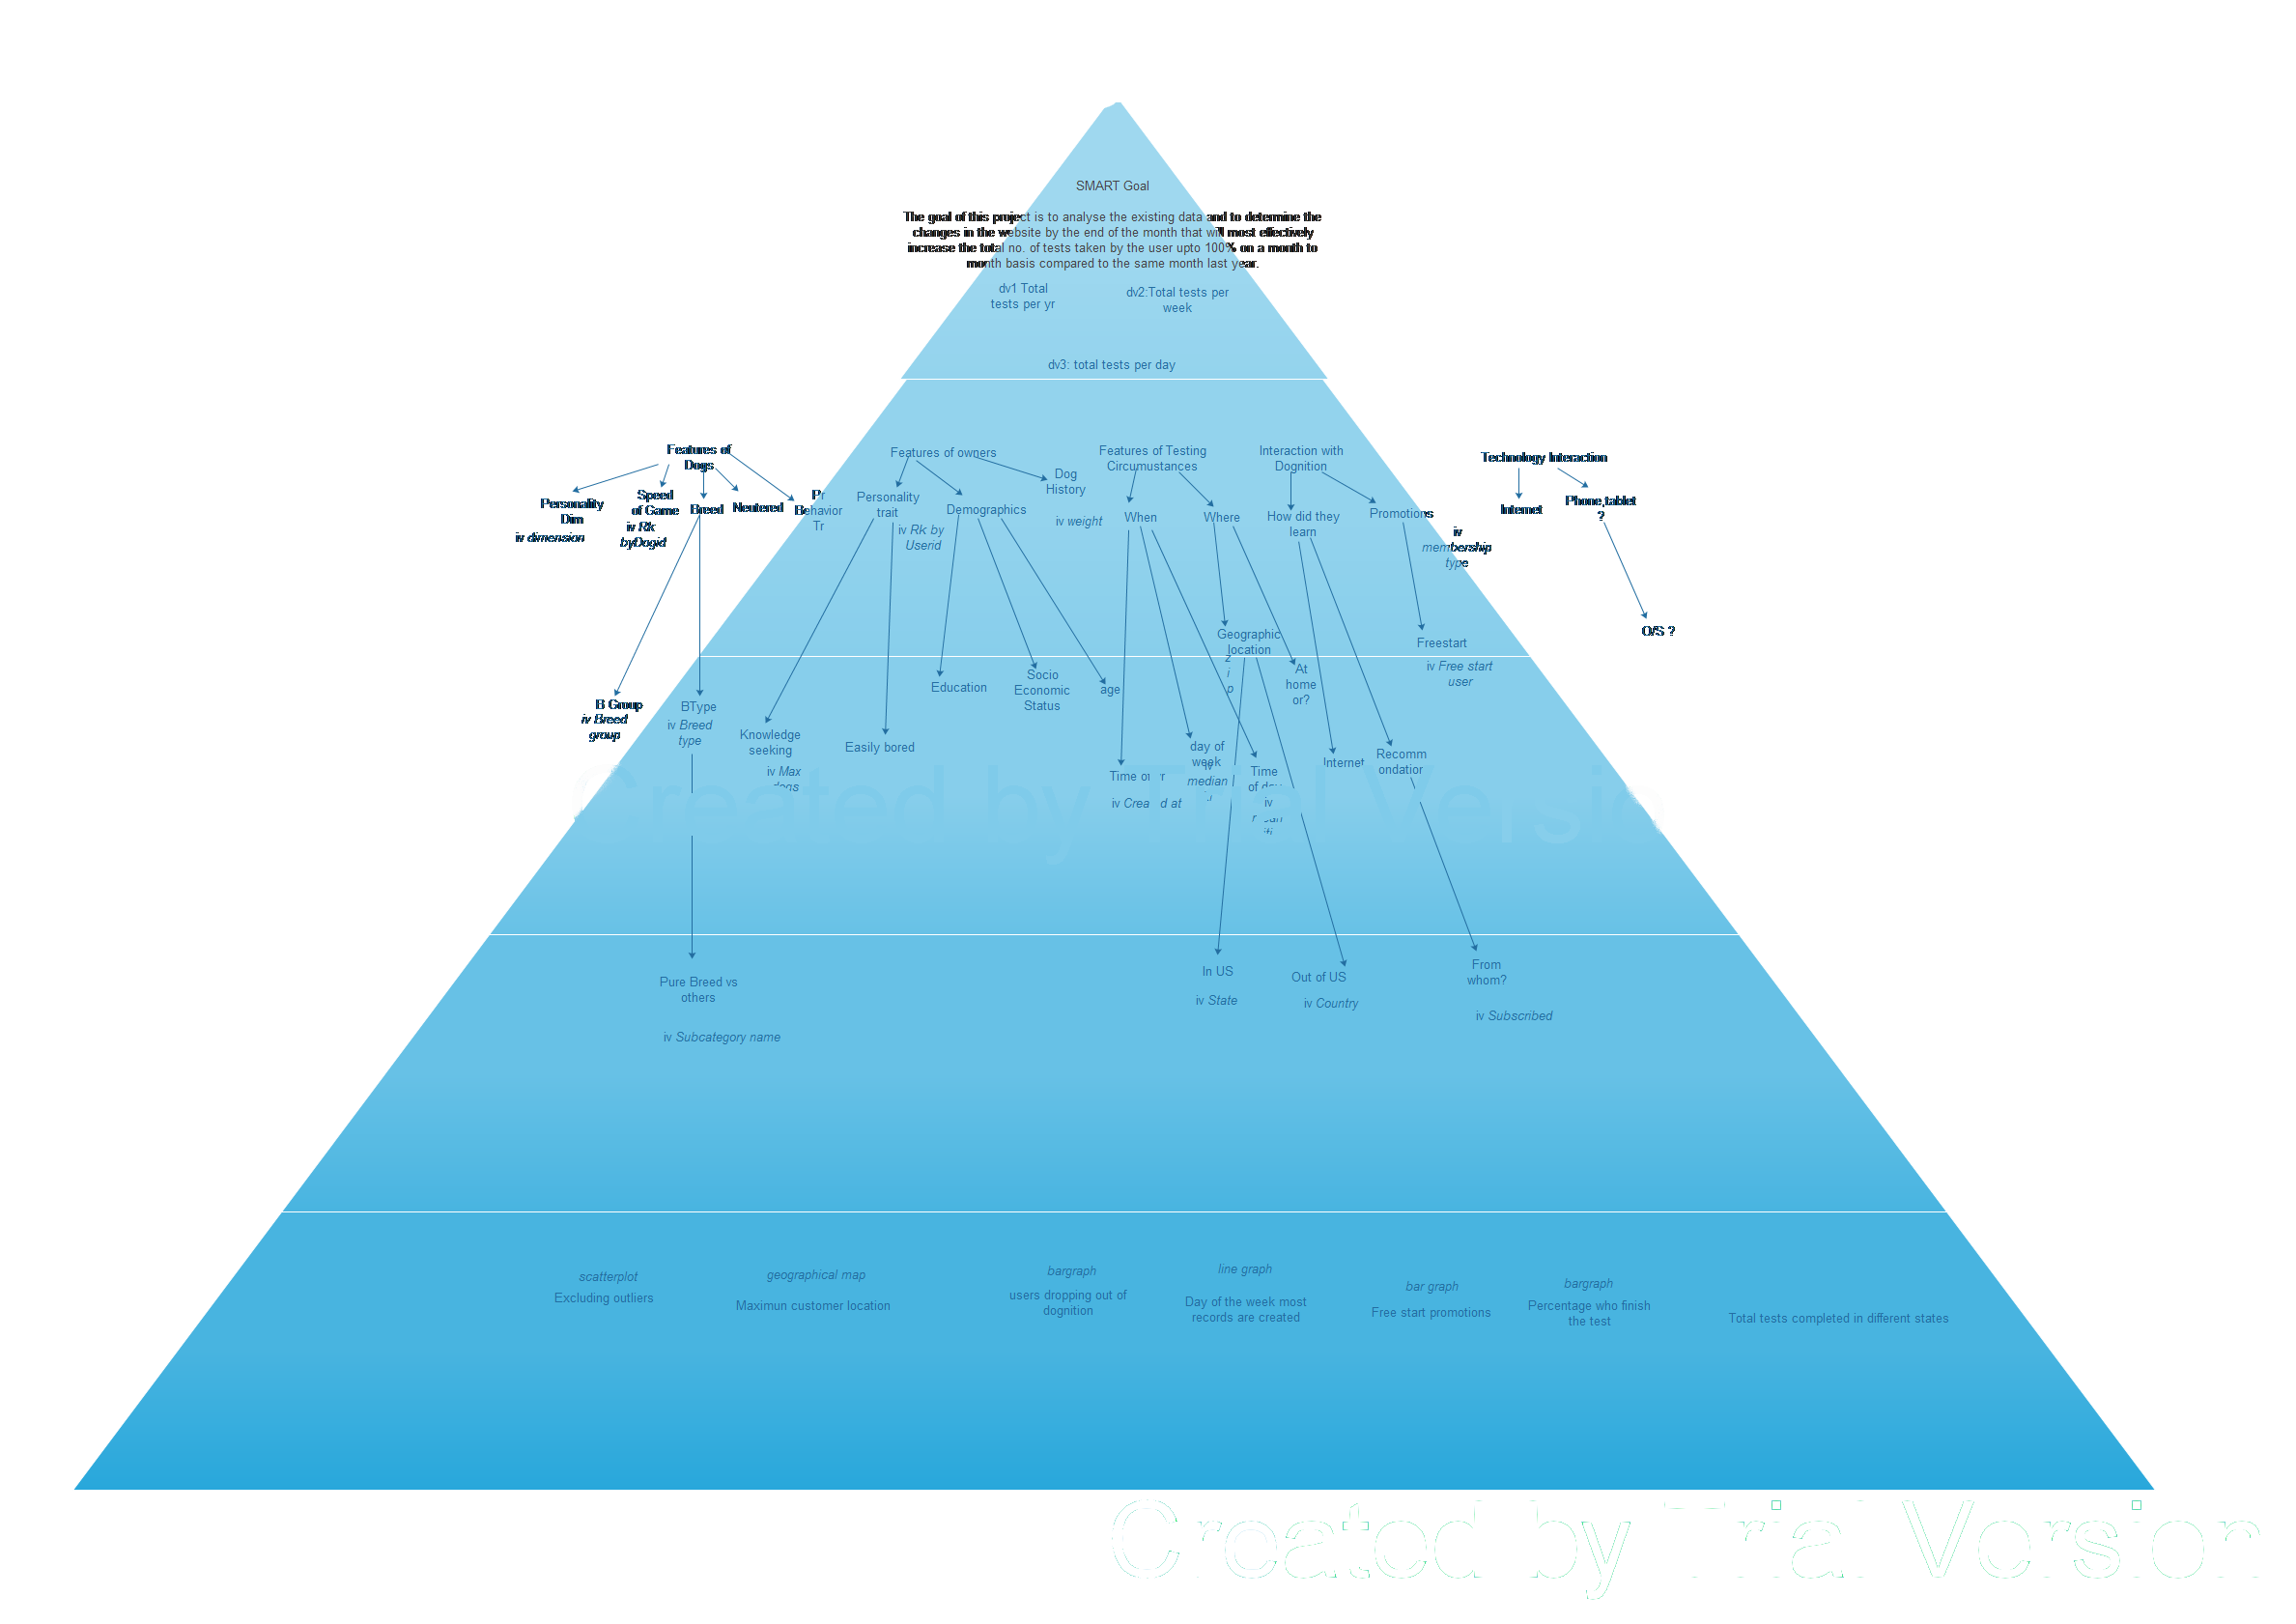 SMART Goal
The goal of this project is to analyse the existing data and to determine the
changes in the website by the end of the month that will most effectively
increase the total no. of tests taken by the user upto 100% on a month to
month basis compared to the same month last year.
dv1 Total
tests per yr
dv2:Total tests per
week
dv3: total tests per day
Features of
Dogs
Personality
Dim
iv dimension
Speed
of Game
iv Rk
byDogid
Breed
Neutered
Pr
Behavior
Tr
B Group
iv Breed
group
BType
iv Breed
type
Features of owners
Personality
trait
iv Rk by
Userid
Demographics
Dog
History
iv weight
Knowledge
seeking
iv Max
dogs
Easily bored
Education
Socio
Economic
Status
age
Features of Testing
Circumustances
When
Where
Geographic
location
z
i
p
At
home
or?
Time over
iv Created at
day of
week
iv
median
Time
of day
iv
mean
Interaction with
Dognition
How did they
learn
Promotions
iv
membership
type
Freestart
iv Free start
user
Internet
Recomm
ondation
Technology Interaction
Internet
Phone,tablet
?
O/S ?
Created by Trial Versio
Pure Breed vs
others
iv Subcategory name
In US
iv State
Out of US
iv Country
From
whom?
iv Subscribed
scatterplot
Excluding outliers
geographical map
Maximun customer location
bargraph
users dropping out of
dognition
line graph
Day of the week most
records are created
bar graph
Free start promotions
bargraph
Percentage who finish
the test
Total tests completed in different states
Created by Trial Version